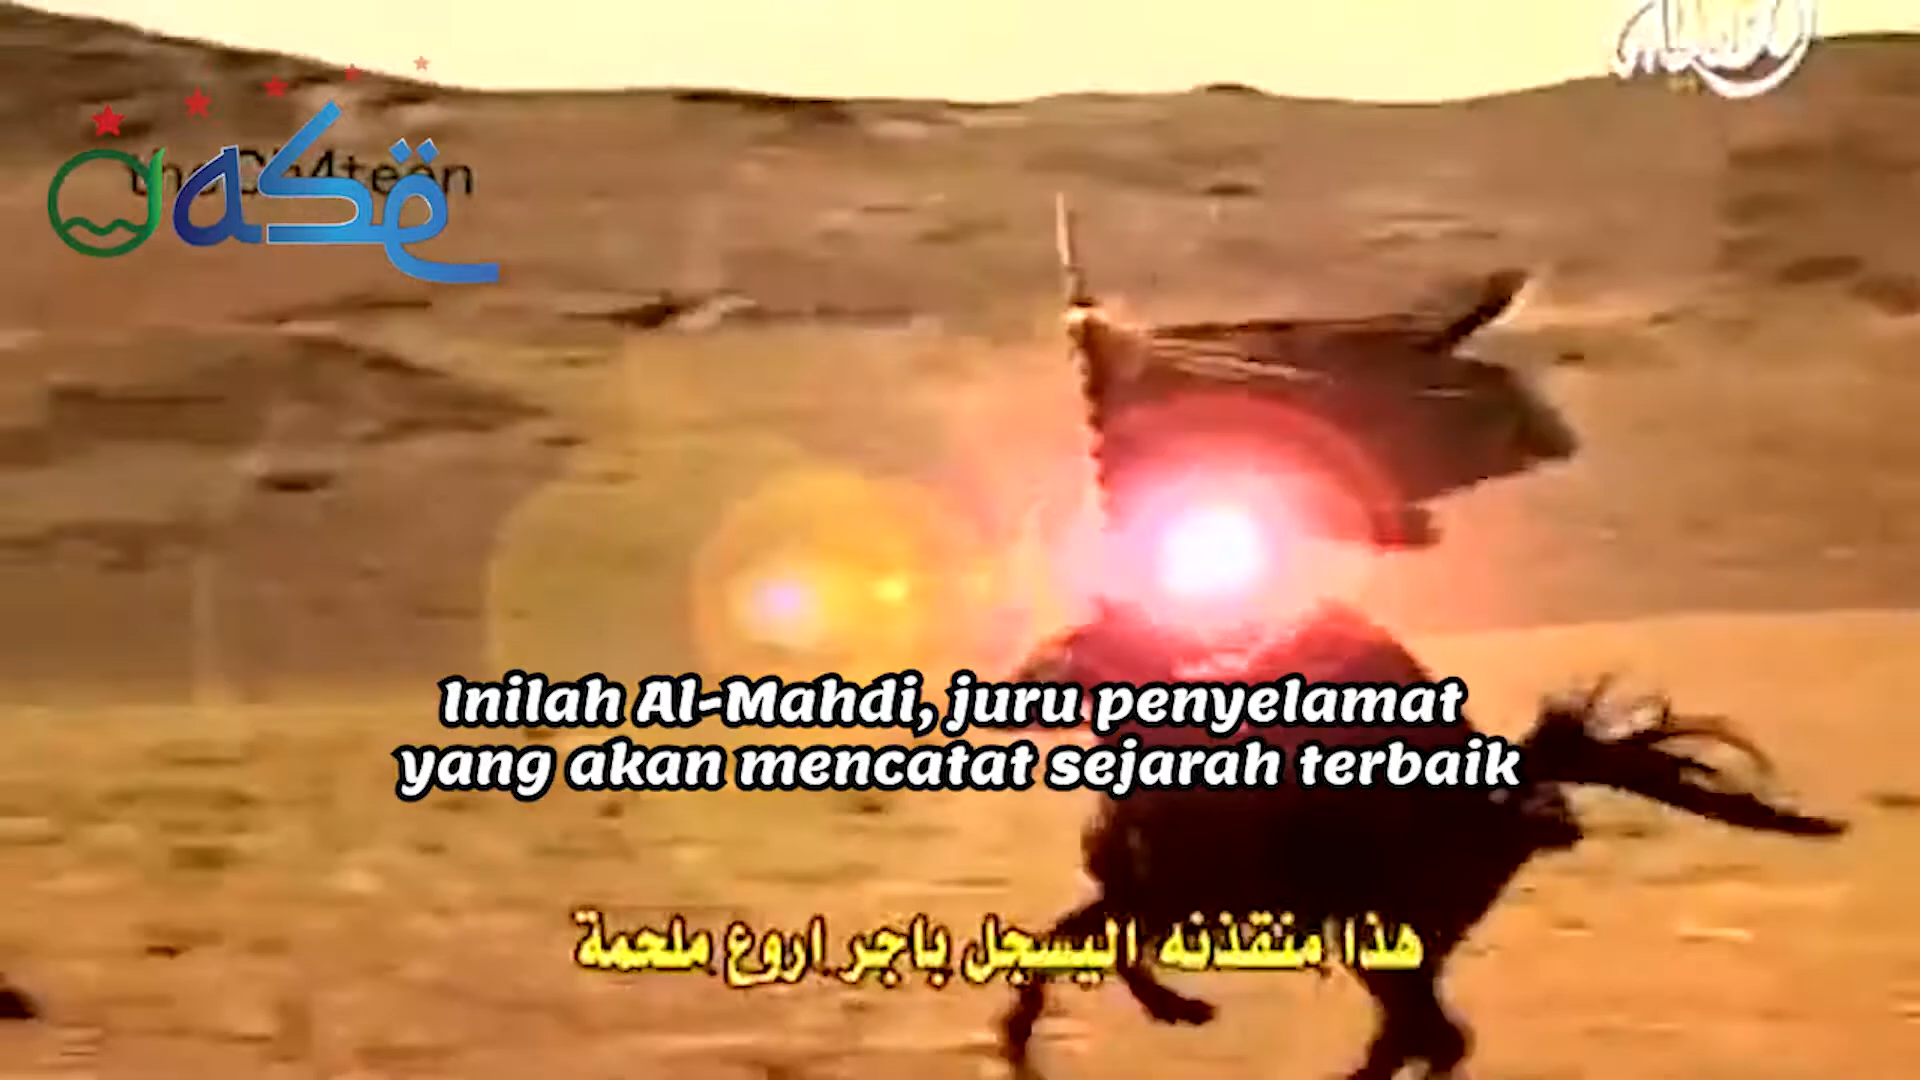 Inilah Al-Mahdi, juru penyelamat
yang akan mencatat sejarah terbaik
هذا منقذنه اليسجل باجر اروع ملحمة